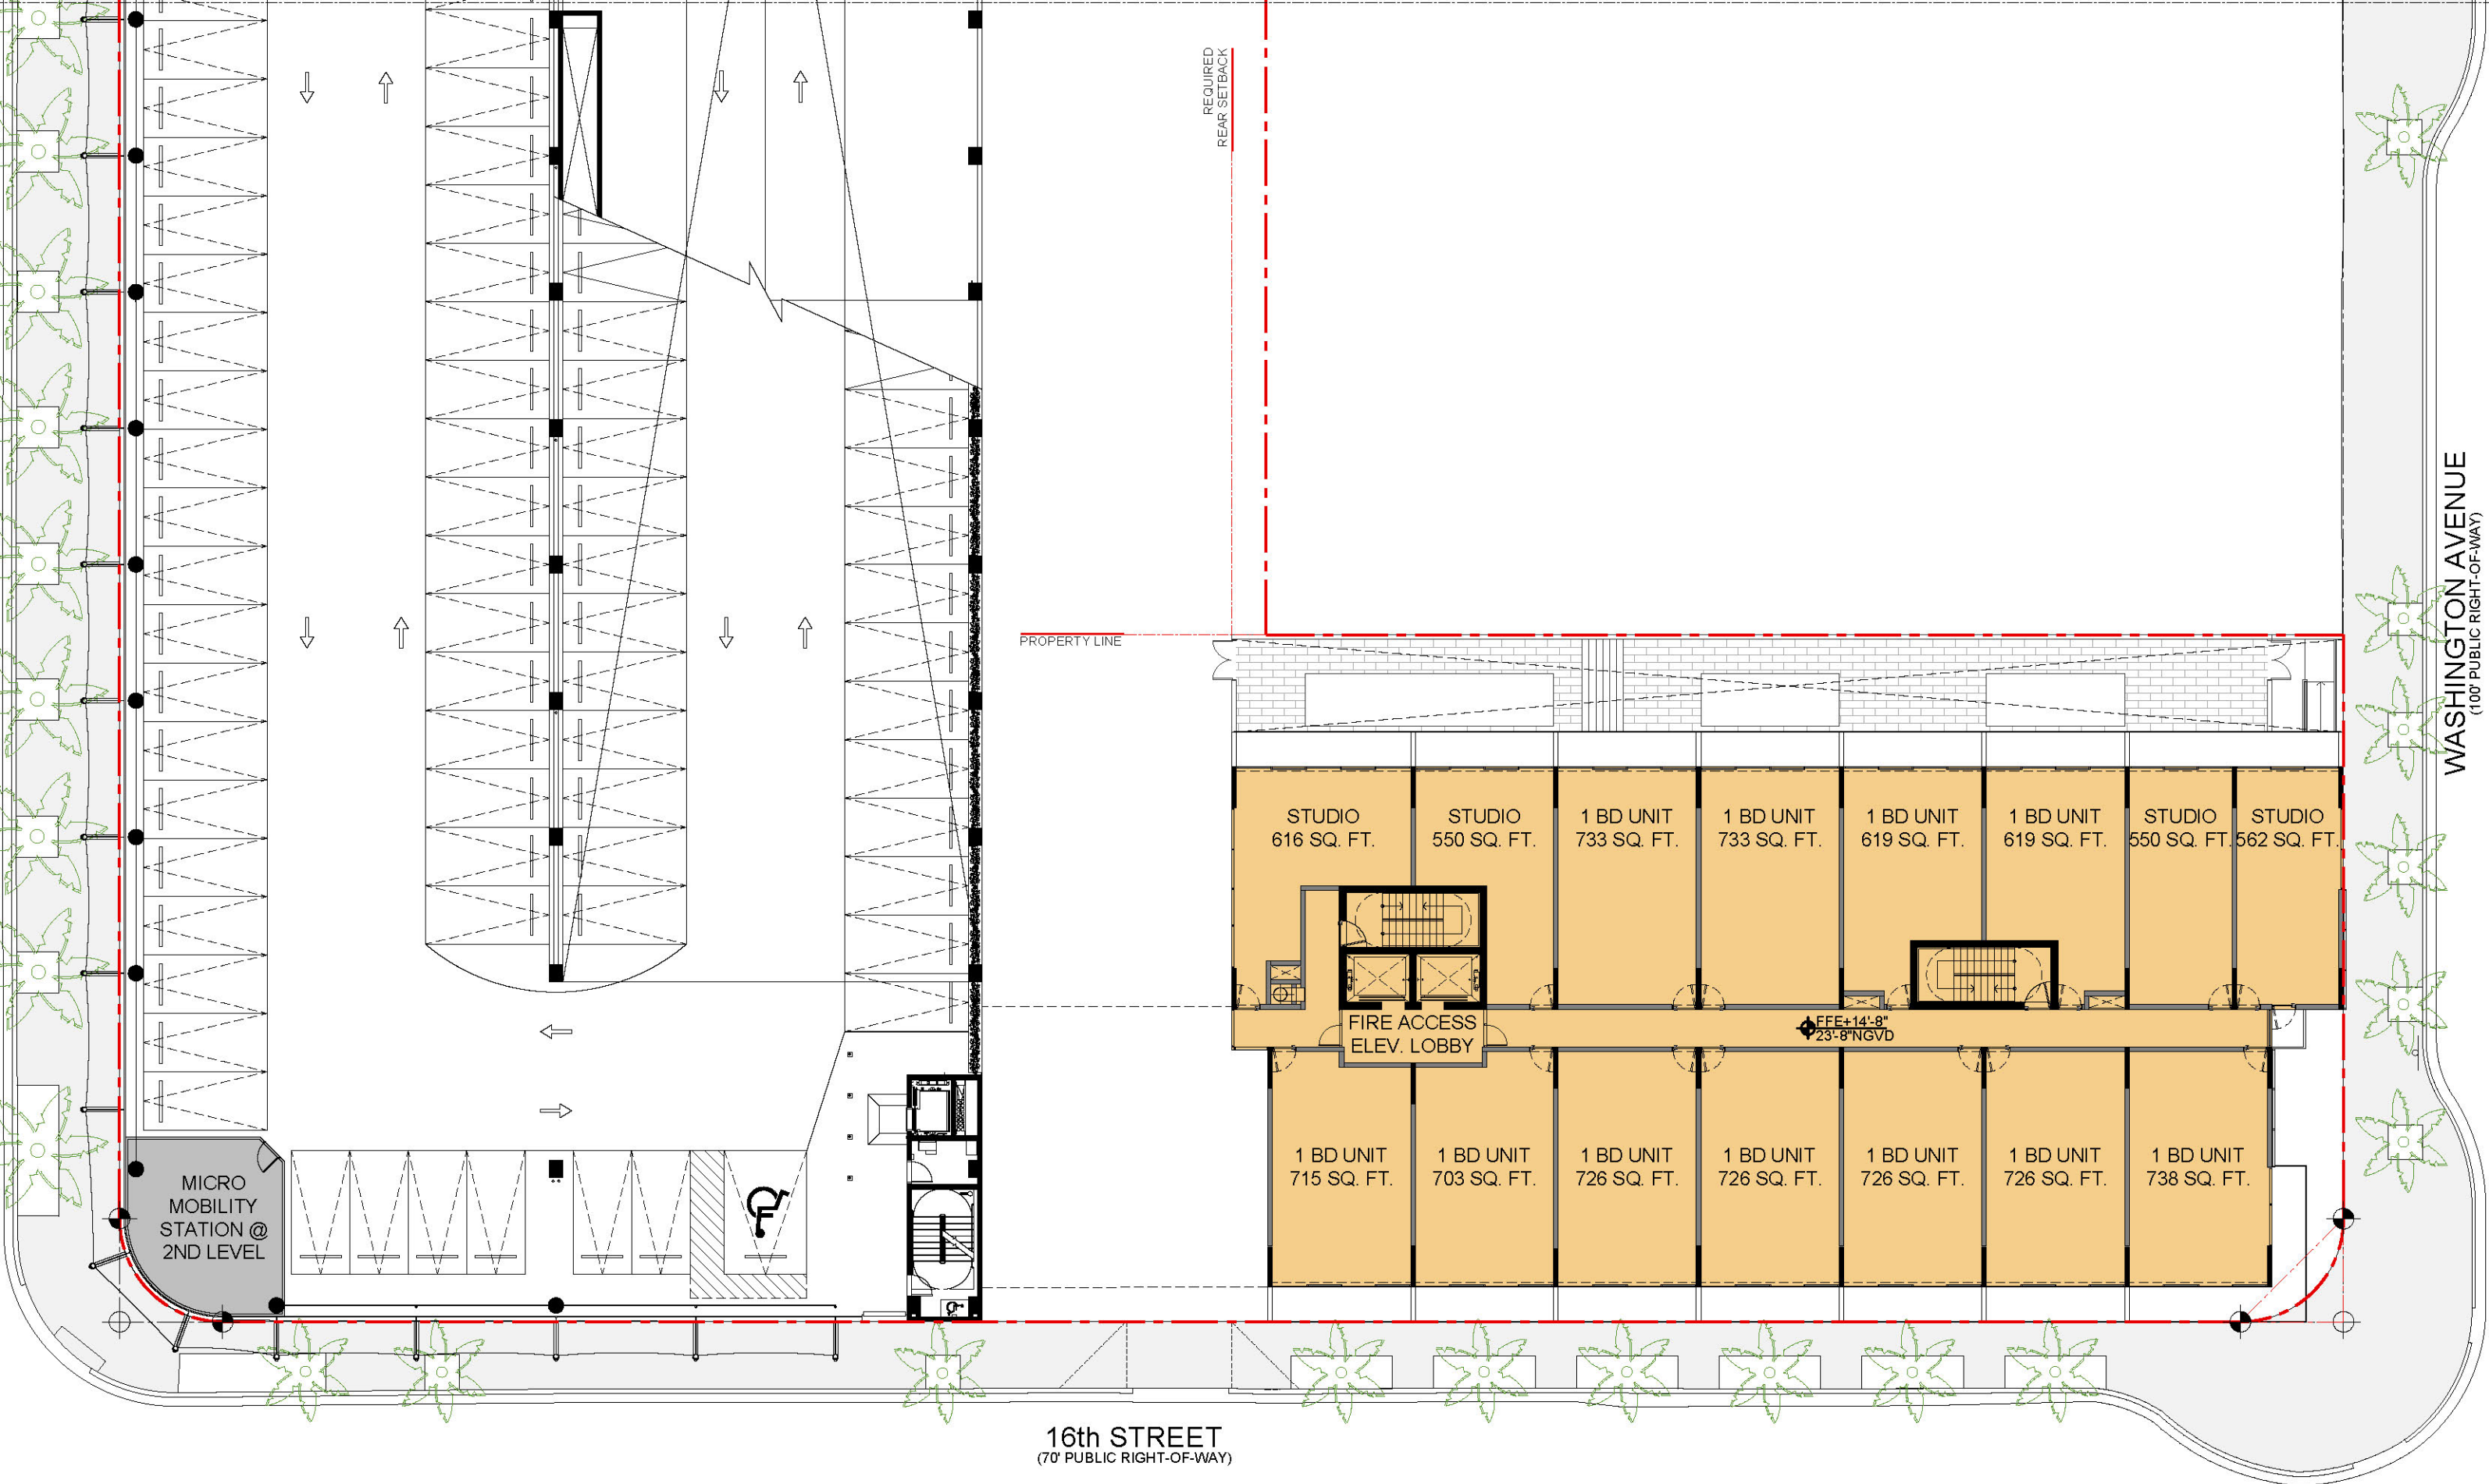 REQUIRED
REAR SETBACK
WASHINGTON AVENUE
(100' PUBLIC RIGHT-OF-WAY)
PROPERTY LINE
STUDIO
616 SQ. FT.
STUDIO
550 SQ. FT.
1 BD UNIT
733 SQ. FT.
1 BD UNIT
733 SQ. FT.
1 BD UNIT
619 SQ. FT.
1 BD UNIT
619 SQ. FT.
STUDIO
550 SQ. FT.
STUDIO
562 SQ. FT.
FIRE ACCESS
ELEV. LOBBY
FFE+14'-8"
23'-8"NGVD
1 BD UNIT
715 SQ. FT.
1 BD UNIT
703 SQ. FT.
1 BD UNIT
726 SQ. FT.
1 BD UNIT
726 SQ. FT.
1 BD UNIT
726 SQ. FT.
1 BD UNIT
726 SQ. FT.
1 BD UNIT
738 SQ. FT.
MICRO
MOBILITY
STATION @
2ND LEVEL
16th STREET
(70' PUBLIC RIGHT-OF-WAY)